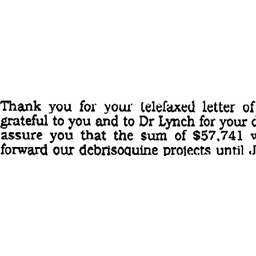 Thank you for your telefaxed letter of
grateful to you and to Dr Lynch for your
assure you that the sum of $57,741
forward our debrisoquine projects until